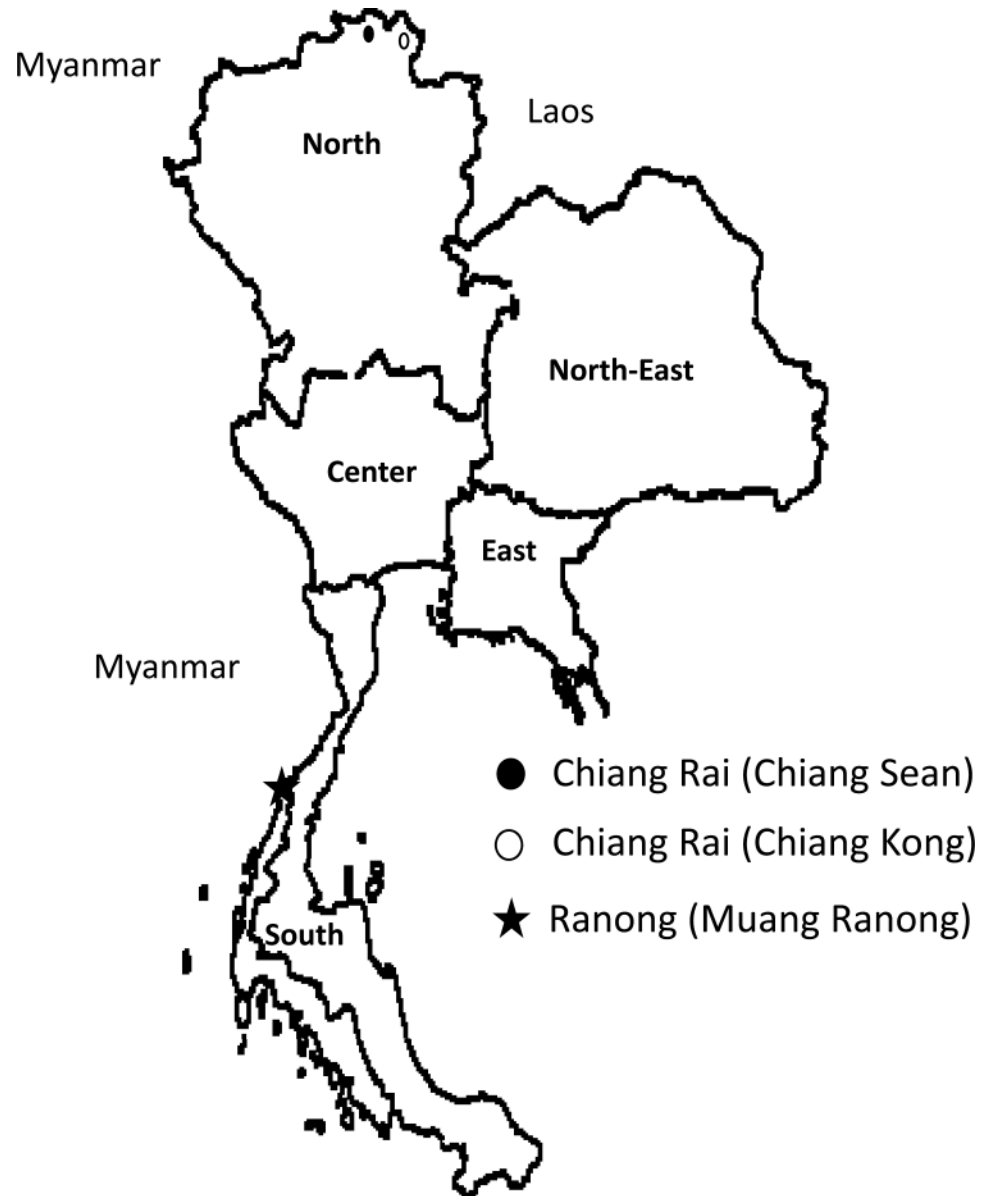 Myanmar
Laos
North
North-East
Center
East
Myanmar
Chiang Rai (Chiang Sean)
Chiang Rai (Chiang Kong)
Ranong (Muang Ranong)
South